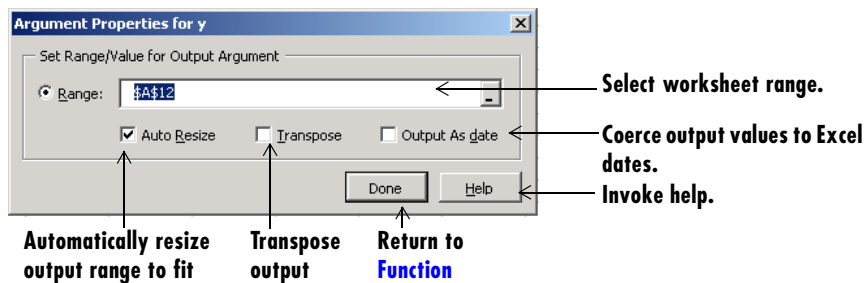 Argument Properties for y
Set Range/Value for Output Argument
Range:
$A$12
Select worksheet range.
Auto Resize
Transpose
Output As date
Coerce output values to Excel
dates.
Done
Help
Invoke help.
Automatically resize
output range to fit
Transpose
output
Return to
Function